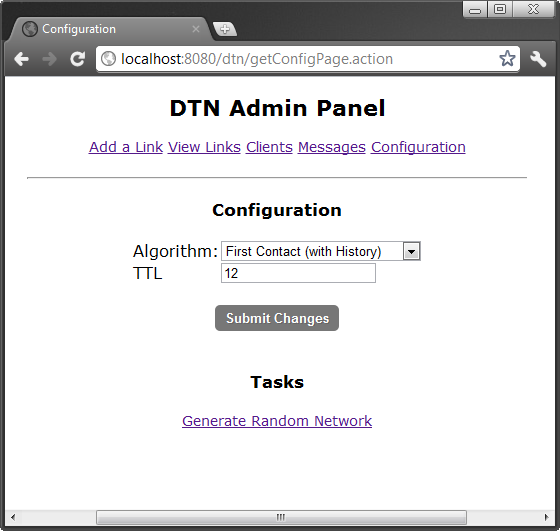 Configuration
localhost:8080/dtn/getConfigPage.action
DTN Admin Panel
Add a Link View Links Clients Messages Configuration
Configuration
Algorithm: First Contact (with History)
TTL 12
Submit Changes
Tasks
Generate Random Network